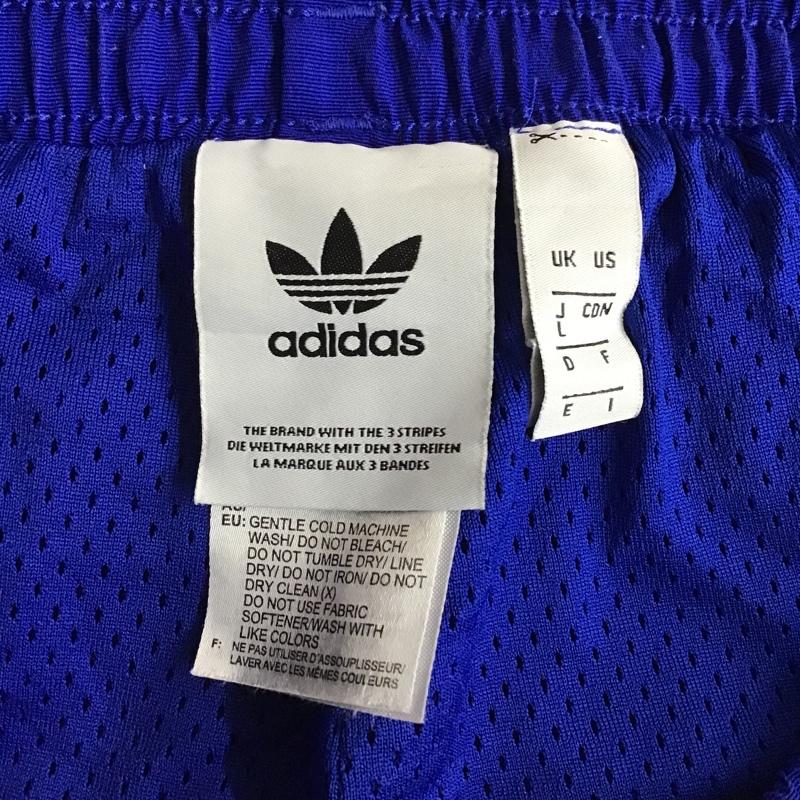 adidas
THE BRAND WITH THE 3 STRIPES
DIE WELTMARKE MIT DEN 3 STREIFEN
LA MARQUE AUX 3 BANDES
EU: GENTLE COLD MACHINE
WASH/ DO NOT BLEACH/
DO NOT TUMBLE DRY/ LINE
DRY/ DO NOT IRON/ DO NOT
DRY CLEAN (X)
DO NOT USE FABRIC
SOFTENER/WASH WITH
LIKE COLORS
F: NE PAS UTILISER D'ASSOUPLISSEUR/
LAVER AVEC LES MÊMES COULEURS
UK US
J CDN
L
D F
E I